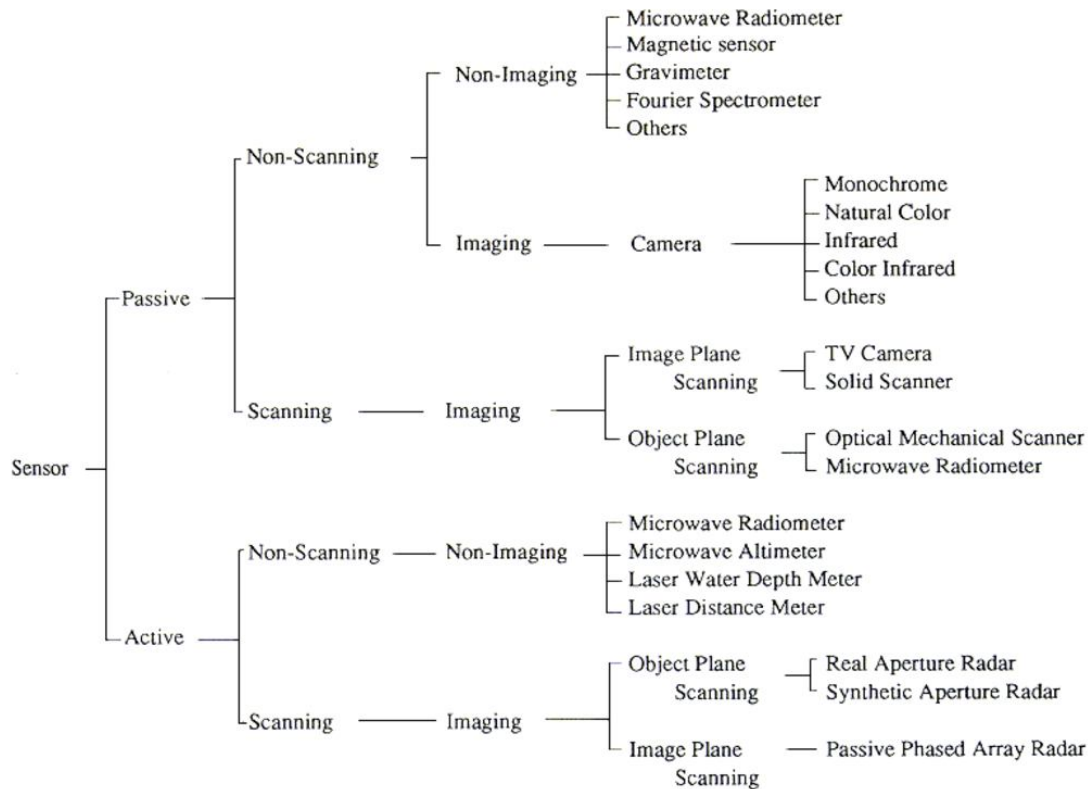 Microwave Radiometer
Magnetic sensor
Non-Imaging
Gravimeter
Fourier Spectrometer
Others
Non-Scanning
Monochrome
Natural Color
Imaging
Camera
Infrared
Color Infrared
Others
Passive
Image Plane
Scanning
TV Camera
Solid Scanner
Scanning
Imaging
Object Plane
Scanning
Optical Mechanical Scanner
Microwave Radiometer
Sensor
Non-Scanning
Non-Imaging
Microwave Radiometer
Microwave Altimeter
Laser Water Depth Meter
Laser Distance Meter
Active
Object Plane
Scanning
Real Aperture Radar
Synthetic Aperture Radar
Scanning
Imaging
Image Plane
Scanning
Passive Phased Array Radar